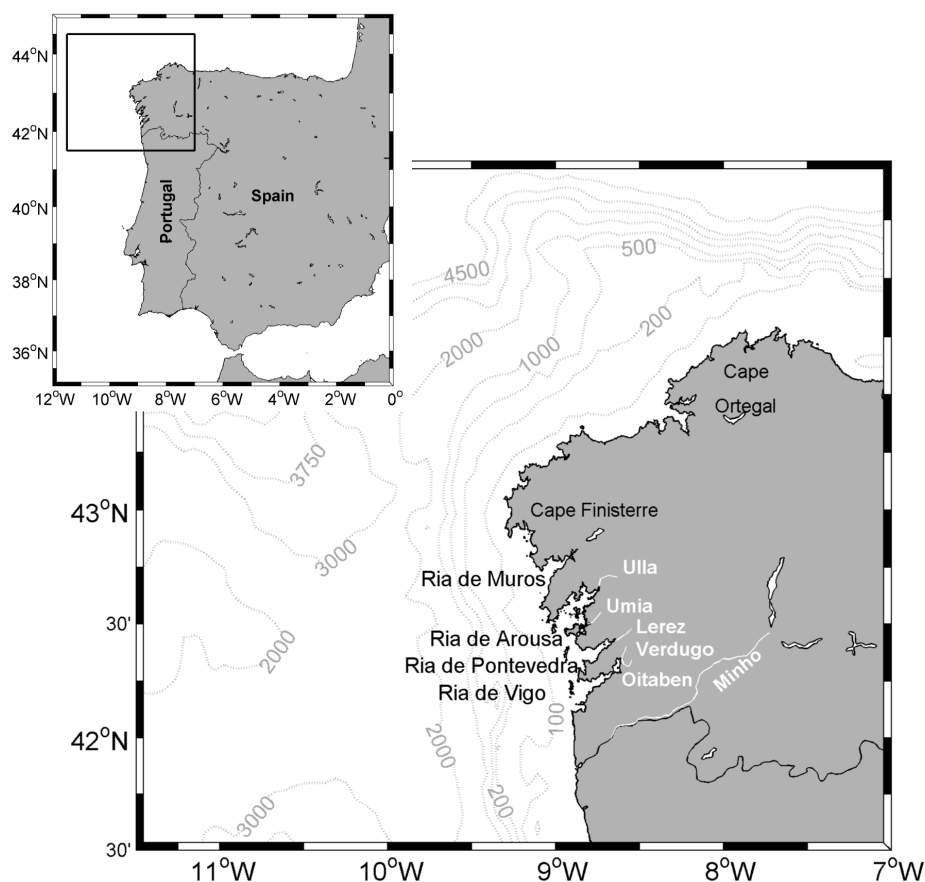 44°N
42°N
40°N
38°N
36°N
12°W
10°W
8°W
6°W
4°W
2°W
0°
Portugal
Spain
4500
500
2000
1000
200
Cape
Ortegal
3750
3000
43°N
Cape Finisterre
Ria de Muros
Ulla
Umia
30'
Ria de Arousa
Lerez
2000
Ria de Pontevedra
Verdugo
Ria de Vigo
Oitaben
Minho
100
42°N
2000
200
3000
30'
11°W
10°W
9°W
8°W
7°W